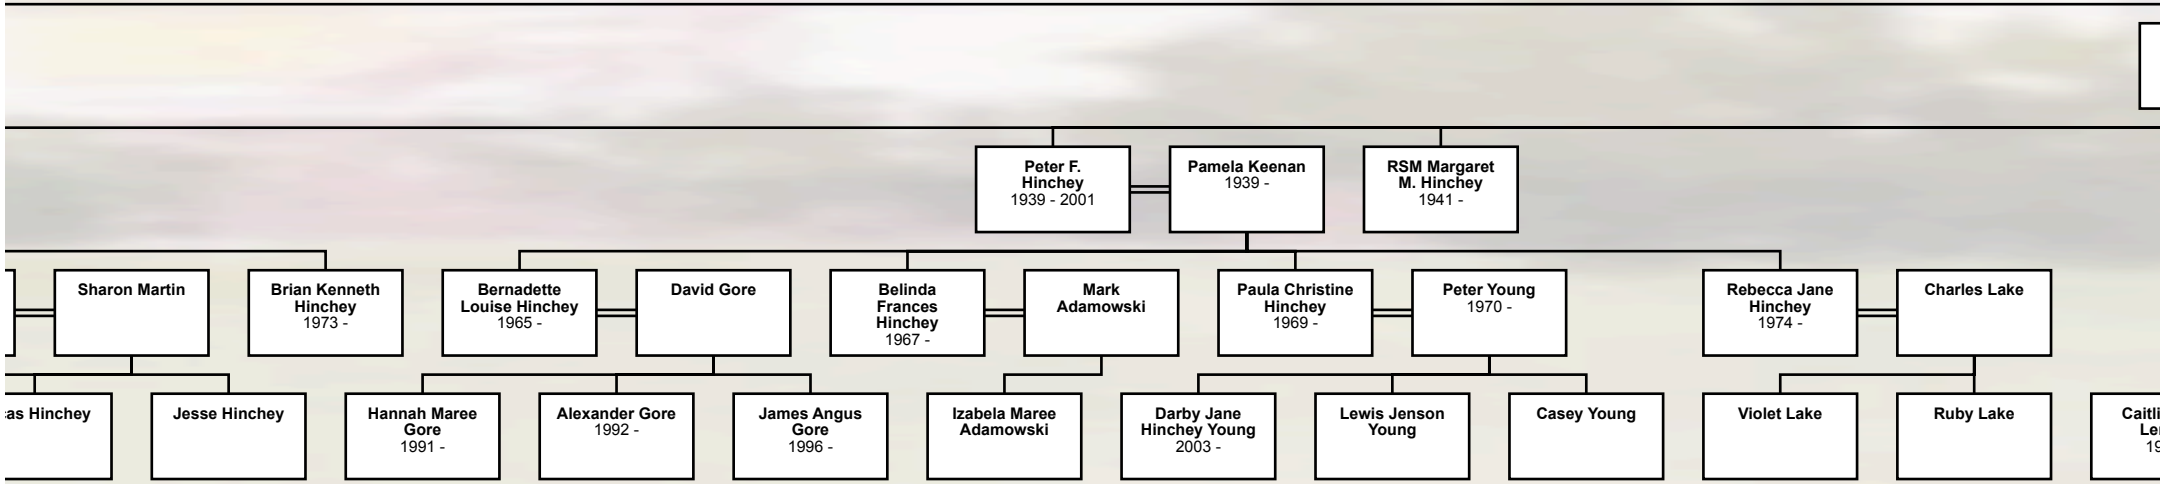 Peter F.
Hinchey
1939 - 2001
Pamela Keenan
1939 -
RSM Margaret
M. Hinchey
1941 -
Sharon Martin
Brian Kenneth
Hinchey
1973 -
Bernadette
Louise Hinchey
1965 -
David Gore
Belinda
Frances
Hinchey
1967 -
Mark
Adamowski
Paula Christine
Hinchey
1969 -
Peter Young
1970 -
Rebecca Jane
Hinchey
1974 -
Charles Lake
Hinchey
Jesse Hinchey
Hannah Maree
Gore
1991 -
Alexander Gore
1992 -
James Angus
Gore
1996 -
Izabela Maree
Adamowski
Darby Jane
Hinchey Young
2003 -
Lewis Jenson
Young
Casey Young
Violet Lake
Ruby Lake